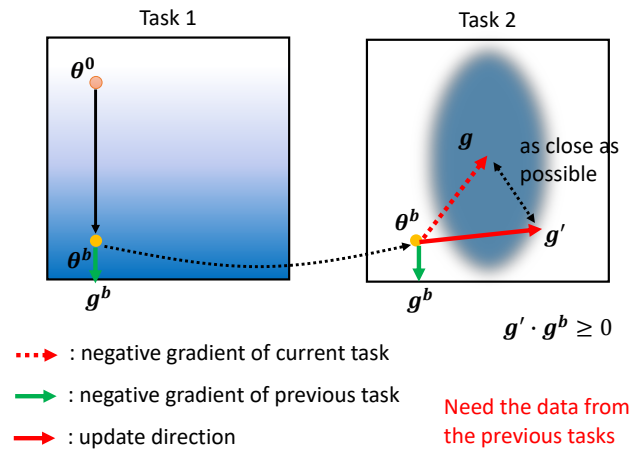 Task 1
Task 2
θ⁰
g
as close as
possible
θᵇ
θᵇ
g′
gᵇ
gᵇ
g′ · gᵇ ≥ 0
: negative gradient of current task
: negative gradient of previous task
: update direction
Need the data from
the previous tasks